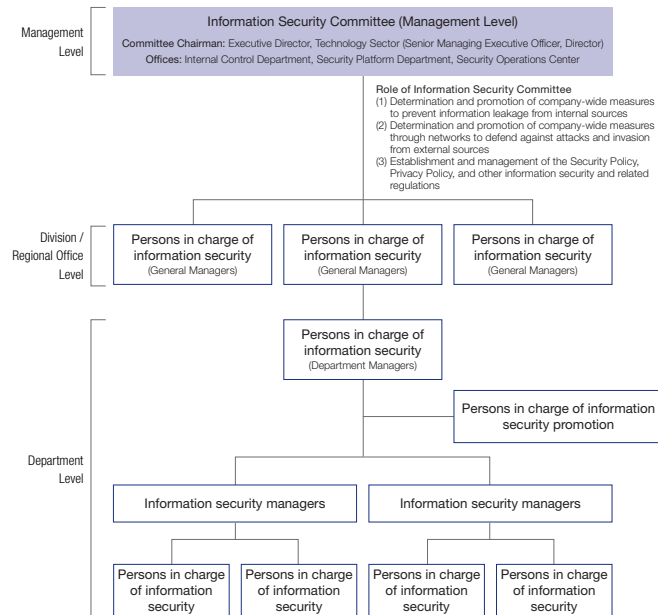 Management
Level
Information Security Committee (Management Level)
Committee Chairman: Executive Director, Technology Sector (Senior Managing Executive Officer, Director)
Offices: Internal Control Department, Security Platform Department, Security Operations Center
Role of Information Security Committee
(1) Determination and promotion of company-wide measures
to prevent information leakage from internal sources
(2) Determination and promotion of company-wide measures
through networks to defend against attacks and invasion
from external sources
(3) Establishment and management of the Security Policy,
Privacy Policy, and other information security and related
regulations
Division /
Regional Office
Level
Persons in charge of
information security
(General Managers)
Persons in charge of
information security
(General Managers)
Persons in charge of
information security
(General Managers)
Persons in charge of
information security
(Department Managers)
Persons in charge of information
security promotion
Department
Level
Information security managers
Information security managers
Persons in charge
of information
security
Persons in charge
of information
security
Persons in charge
of information
security
Persons in charge
of information
security